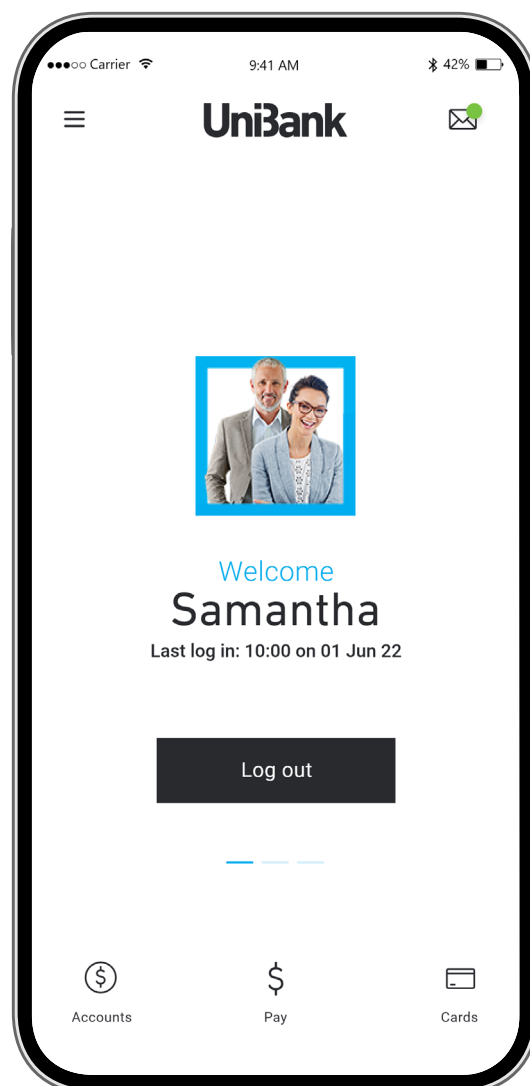 Carrier 9:41 AM 42%
UniBank
Welcome
Samantha
Last log in: 10:00 on 01 Jun 22
Log out
$ $
Accounts Pay Cards